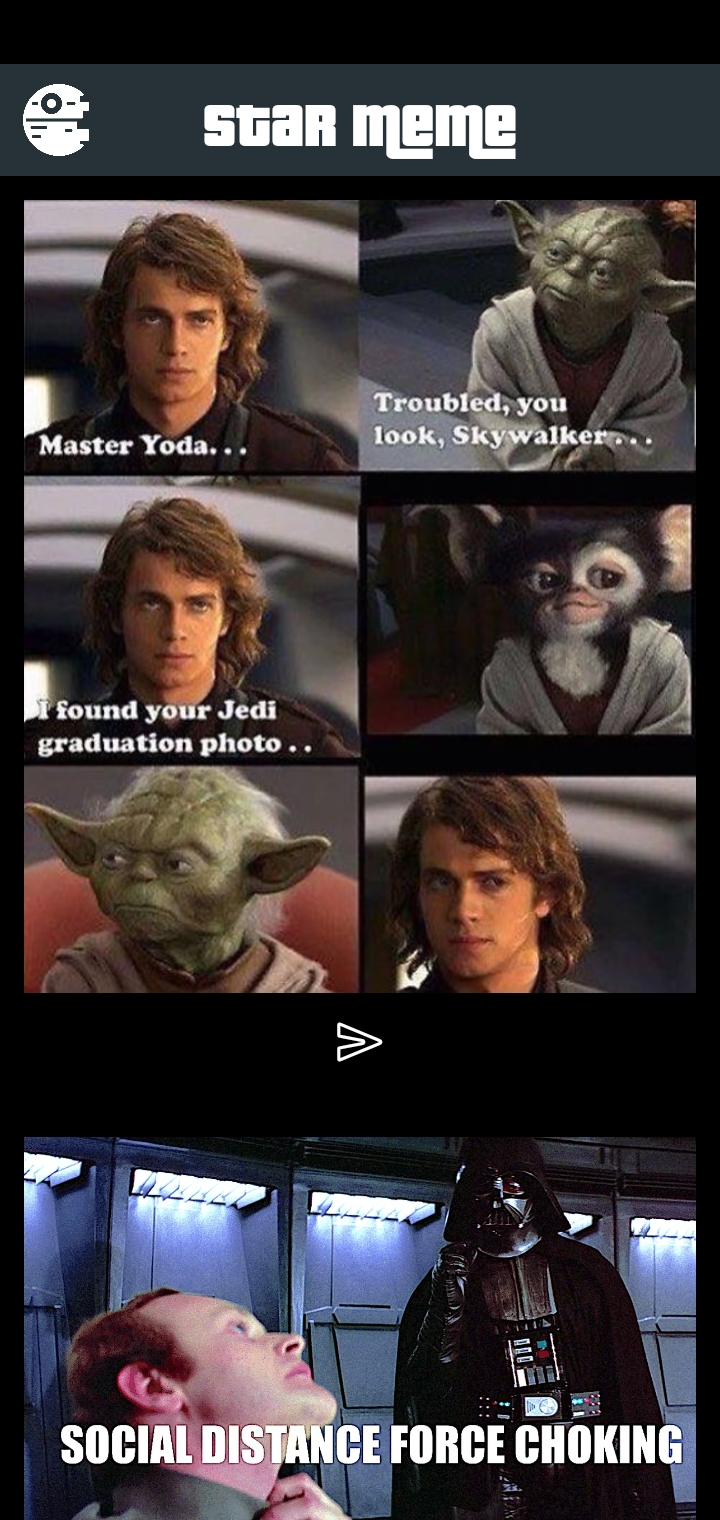 STAR MEME
Master Yoda...
Troubled, you
look, Skywalker...
I found your Jedi
graduation photo..
SOCIAL DISTANCE FORCE CHOKING